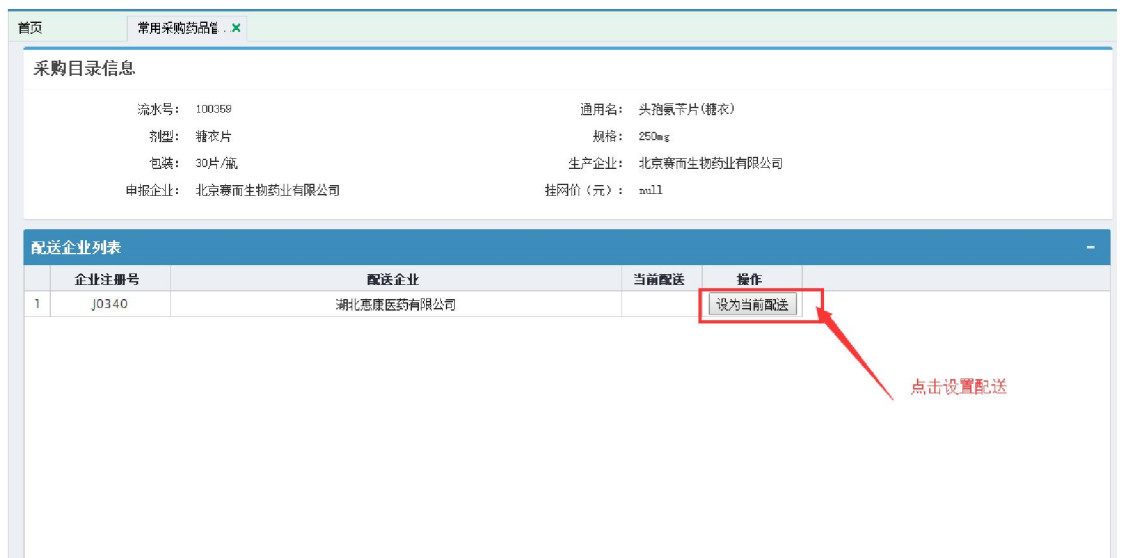 首页 常用采购药品管.. ×
采购目录信息
流水号: 100359 通用名: 头孢氨苄片(糖衣)
剂型: 糖衣片 规格: 250mg
包装: 30片/瓶 生产企业: 北京赛而生物药业有限公司
申报企业: 北京赛而生物药业有限公司 挂网价（元）: null
配送企业列表 -
企业注册号 配送企业 当前配送 操作
1 J0340 湖北惠康医药有限公司 设为当前配送
点击设置配送